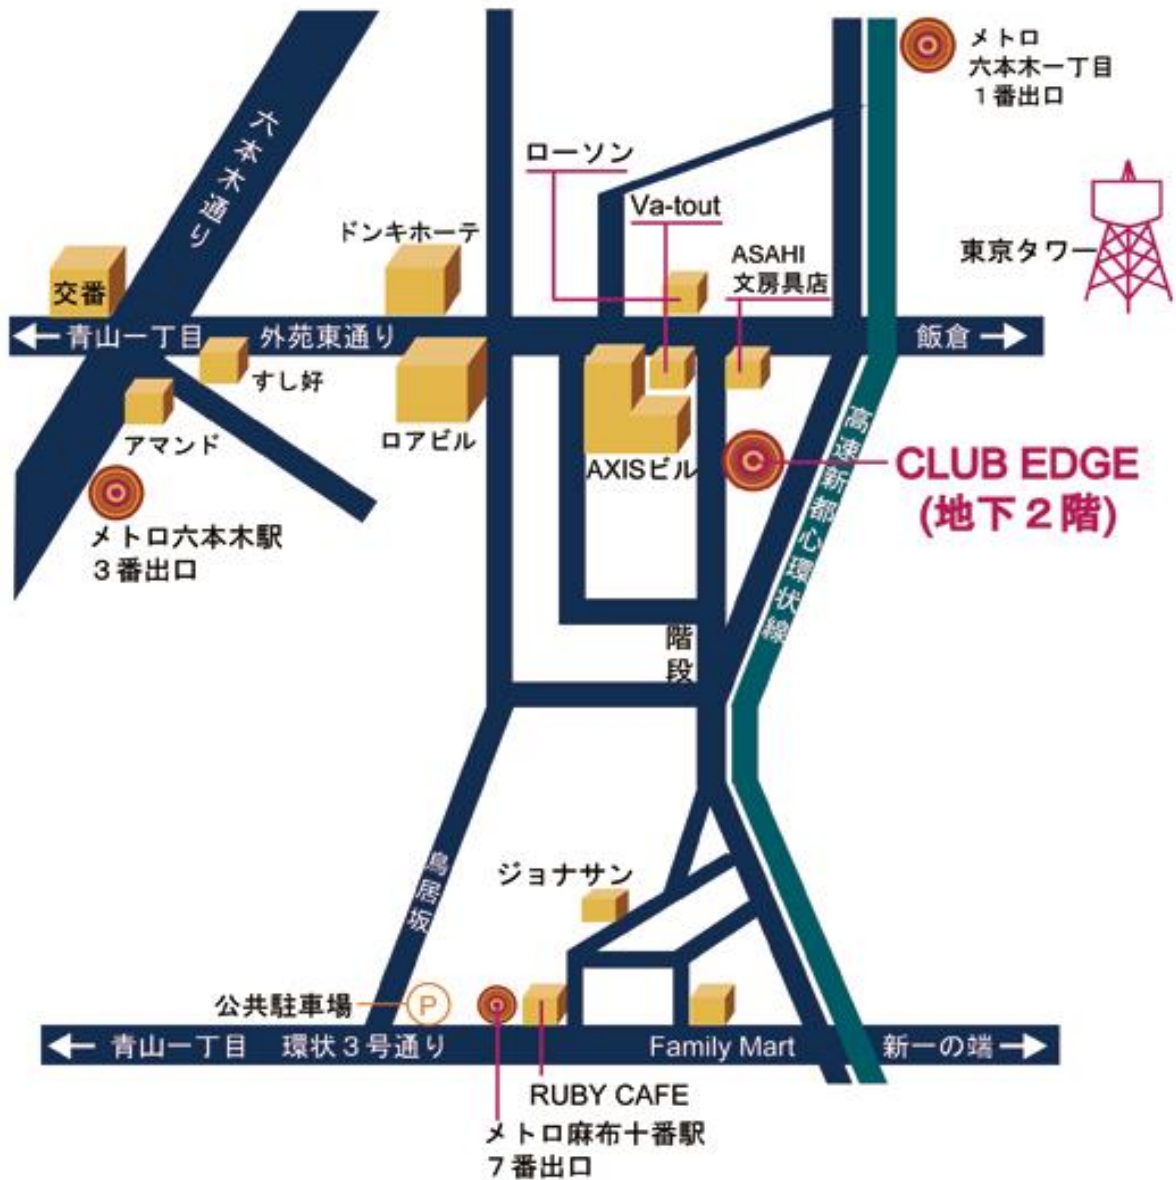 メトロ
六本木一丁目
1番出口
六本木通り
ローソン
Va-tout
ドンキホーテ
ASAHI
文房具店
東京タワー
交番
青山一丁目
外苑東通り
飯倉
すし好
アマンド
ロアビル
AXISビル
高速新都心環状線
CLUB EDGE
(地下2階)
メトロ六本木駅
3番出口
階段
鳥居坂
ジョナサン
公共駐車場
P
青山一丁目
環状3号通り
Family Mart
新一の端
RUBY CAFE
メトロ麻布十番駅
7番出口